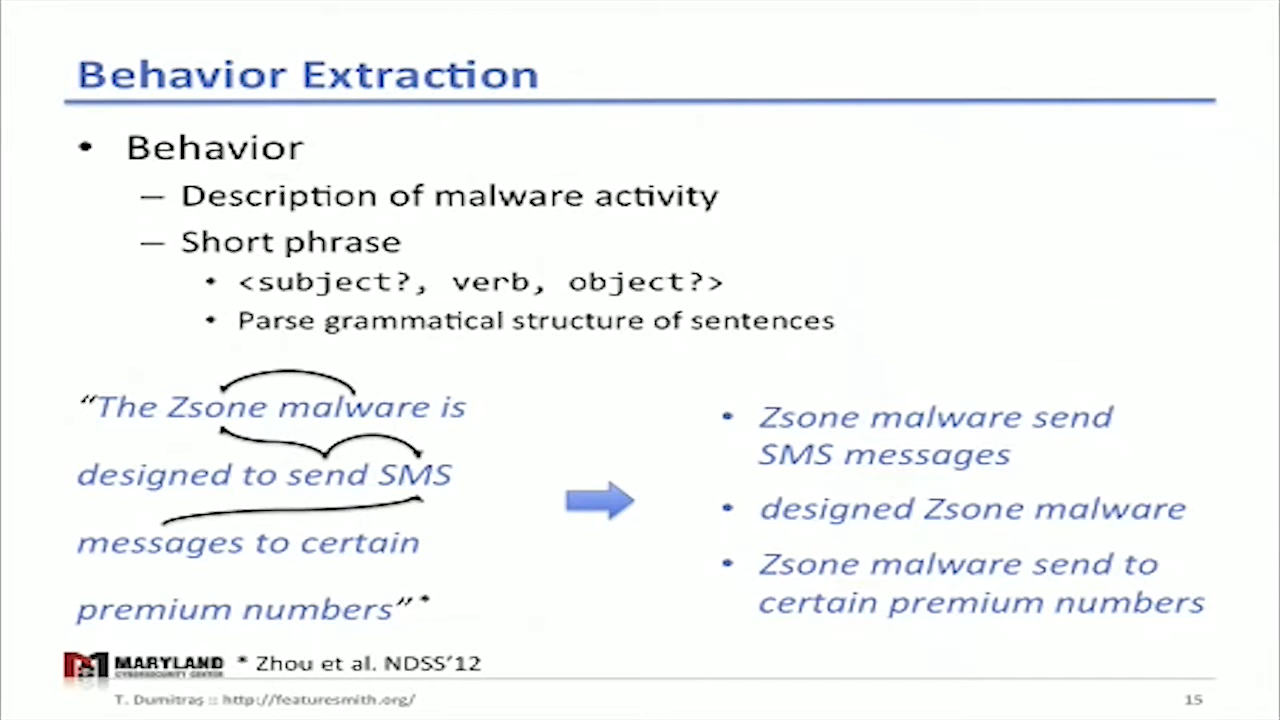 Behavior Extraction
• Behavior
– Description of malware activity
– Short phrase
• <subject?, verb, object?>
• Parse grammatical structure of sentences
“The Zsone malware is
designed to send SMS
messages to certain
premium numbers”*
• Zsone malware send
SMS messages
• designed Zsone malware
• Zsone malware send to
certain premium numbers
MARYLAND
CYBERSECURITY CENTER
* Zhou et al. NDSS’12
T. Dumitraș :: http://featuresmith.org/
15